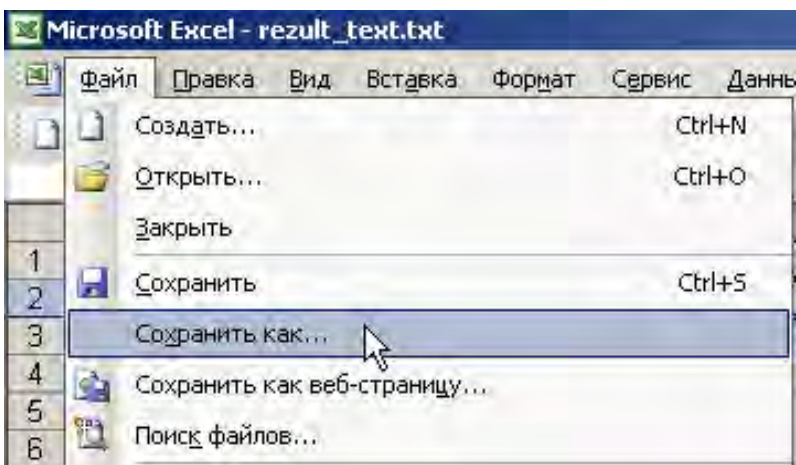 Microsoft Excel - rezult_text.txt
Файл Правка Вид Вставка Формат Сервис
Создать... Ctrl+N
Открыть... Ctrl+O
Закрыть
1
Сохранить Ctrl+S
2
3 Сохранить как...
4 Сохранить как веб-страницу...
5
Поиск файлов...
6